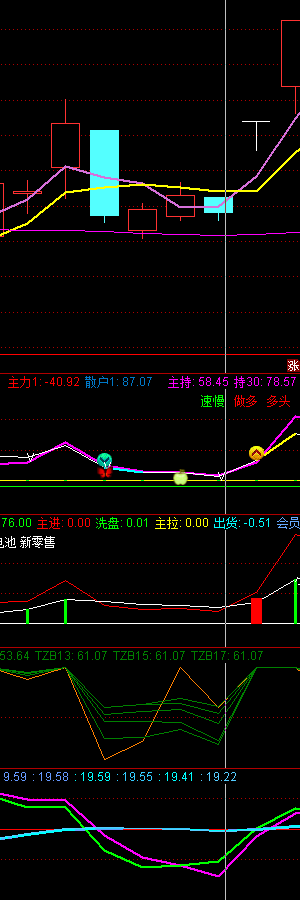 涨
主力1: -40.92 散户1: 87.07 主持: 58.45 持30: 78.57
速慢 做多 多头
76.00 主进: 0.00 洗盘: 0.01 主拉: 0.00 出货: -0.51 会员
电池 新零售
53.64 TZB13: 61.07 TZB15: 61.07 TZB17: 61.07
9.59 : 19.58 : 19.59 : 19.55 : 19.41 : 19.22